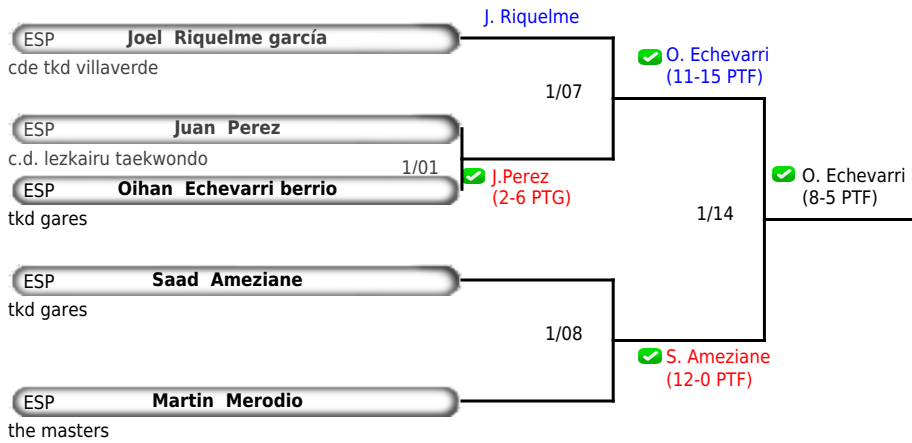 J. Riquelme
ESP Joel Riquelme garcía
cde tkd villaverde
O. Echevarri
(11-15 PTF)
1/07
ESP Juan Perez
c.d. lezkairu taekwondo
1/01
J.Perez
(2-6 PTG)
ESP Oihan Echevarri berrio
tkd gares
O. Echevarri
(8-5 PTF)
1/14
ESP Saad Ameziane
tkd gares
1/08
S. Ameziane
(12-0 PTF)
ESP Martin Merodio
the masters